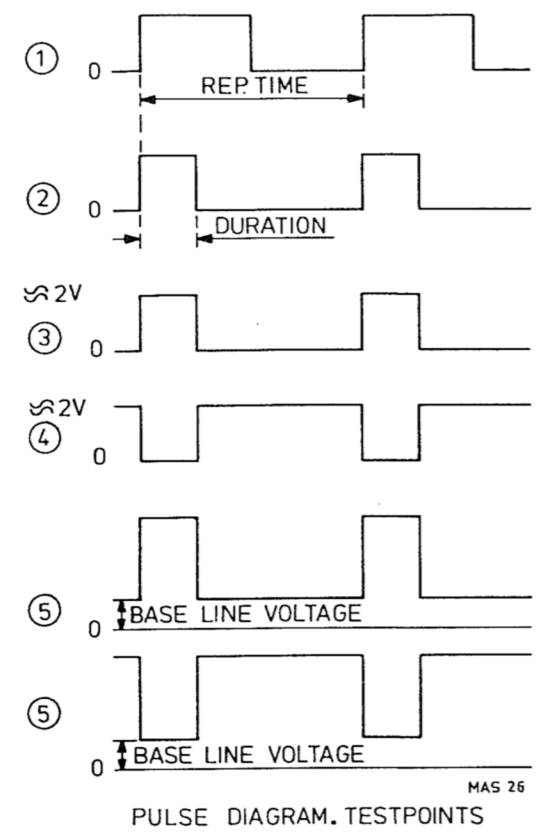 ①
0
REP. TIME
②
0
DURATION
≈2V
③
0
≈2V
④
0
⑤
BASE LINE VOLTAGE
0
⑤
BASE LINE VOLTAGE
0
MAS 26
PULSE DIAGRAM. TESTPOINTS